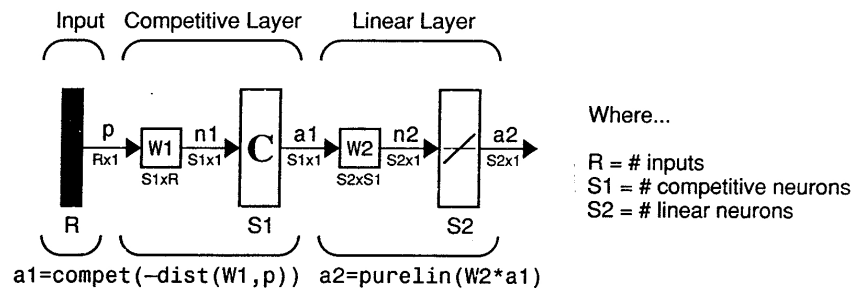 Input Competitive Layer Linear Layer
p n1 a1 n2 a2
W1 C W2
Rx1 S1x1 S1x1 S2x1 S2x1
S1xR S2xS1
R S1 S2
a1=compet(−dist(W1,p)) a2=purelin(W2*a1)
Where...
R = # inputs
S1 = # competitive neurons
S2 = # linear neurons